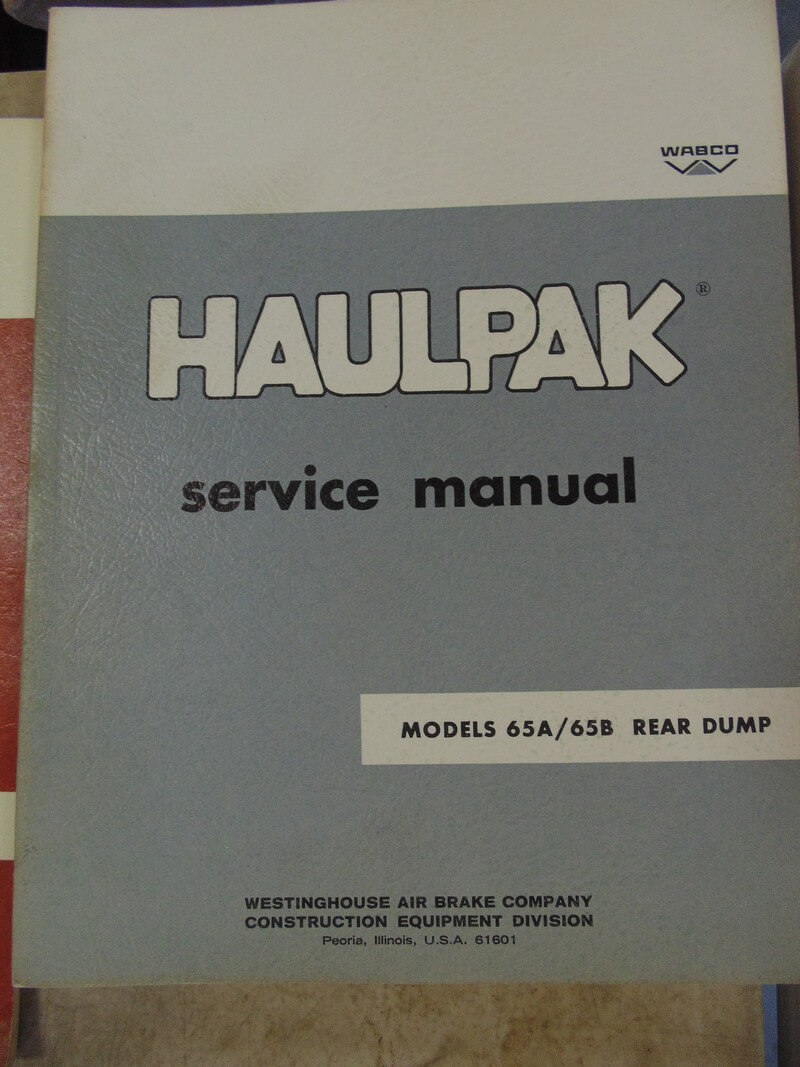 WABCO
HAULPAK®
service manual
MODELS 65A/65B REAR DUMP
WESTINGHOUSE AIR BRAKE COMPANY
CONSTRUCTION EQUIPMENT DIVISION
Peoria, Illinois, U.S.A. 61601